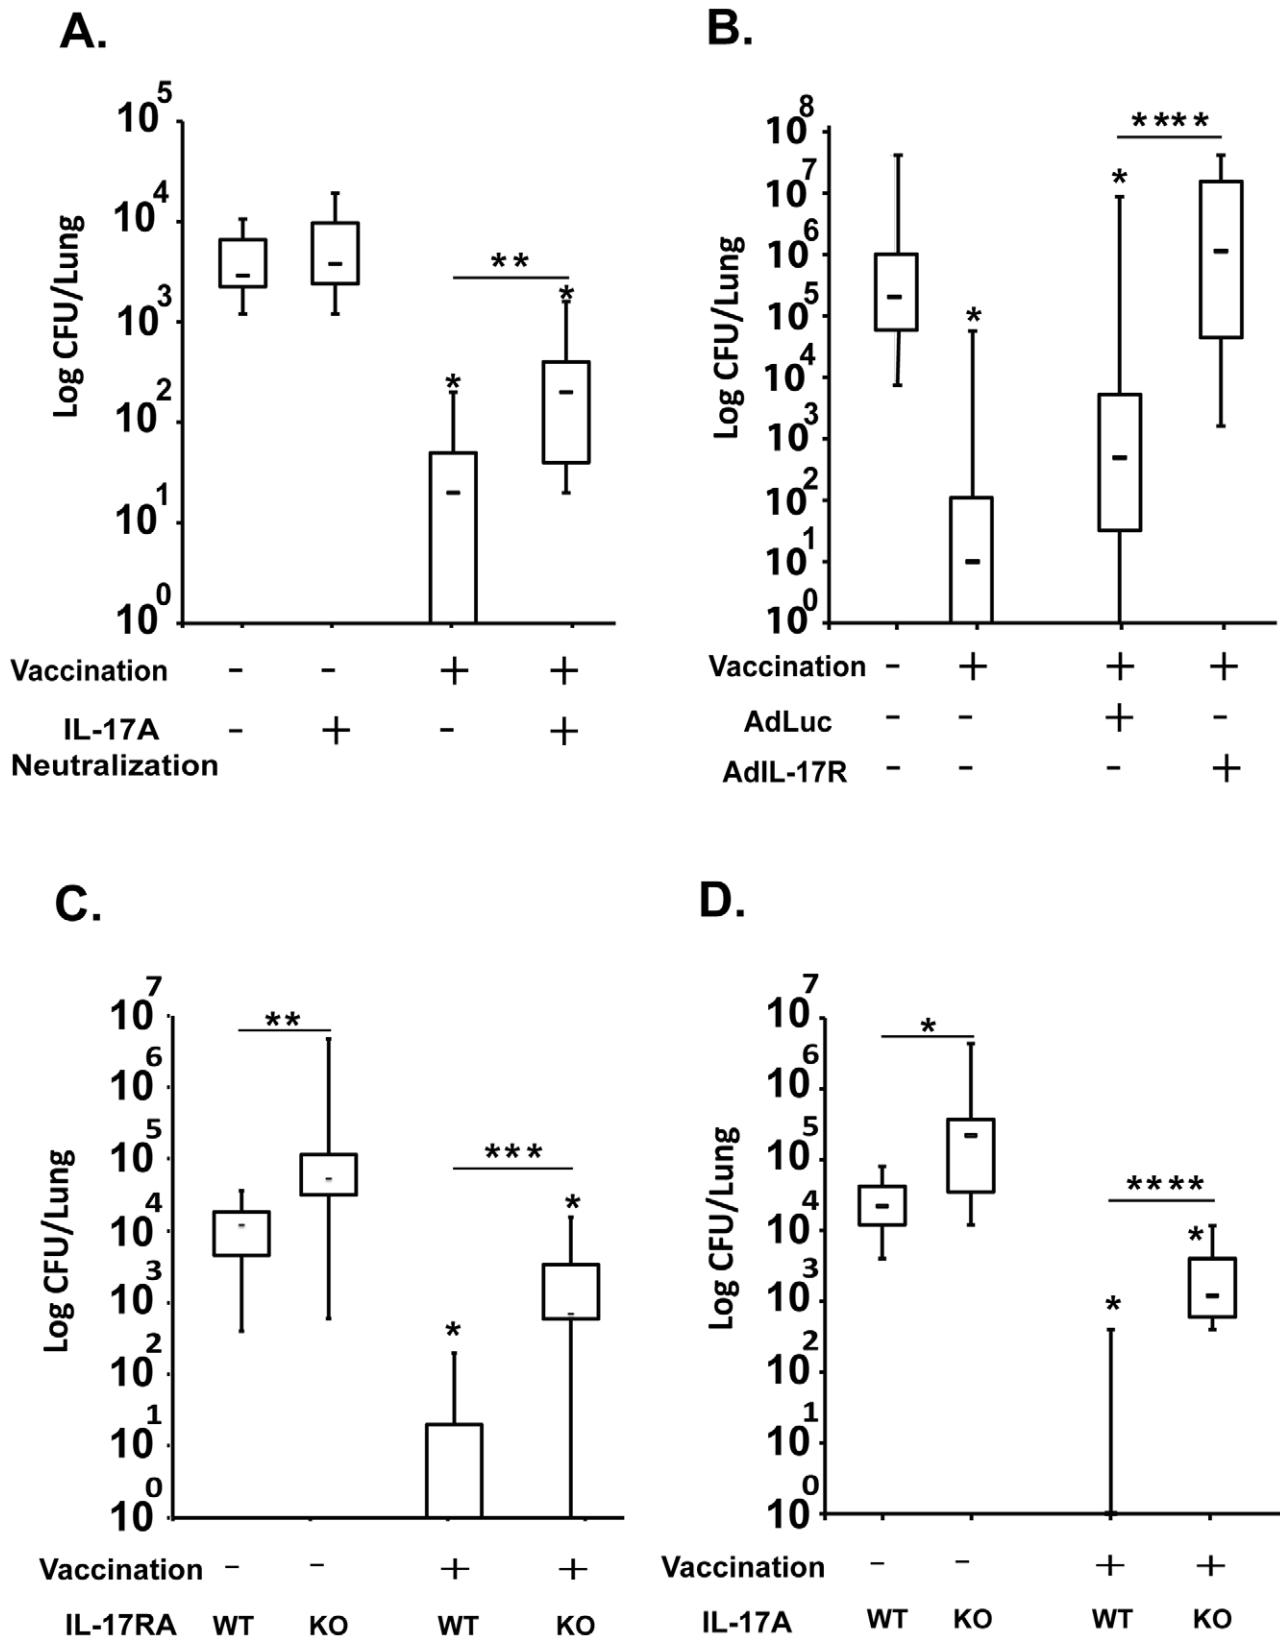 A.
10^5
10^4
10^3
10^2
10^1
10^0
Log CFU/Lung
**
*
*
Vaccination - - + +
IL-17A - + - +
Neutralization
B.
10^8
10^7
10^6
10^5
10^4
10^3
10^2
10^1
10^0
Log CFU/Lung
****
*
*
Vaccination - + + +
AdLuc - - + -
AdIL-17R - - - +
C.
10^7
10^6
10^5
10^4
10^3
10^2
10^1
10^0
Log CFU/Lung
**
***
*
*
Vaccination - - + +
IL-17RA WT KO WT KO
D.
10^7
10^6
10^5
10^4
10^3
10^2
10^1
10^0
Log CFU/Lung
*
****
*
*
Vaccination - - + +
IL-17A WT KO WT KO